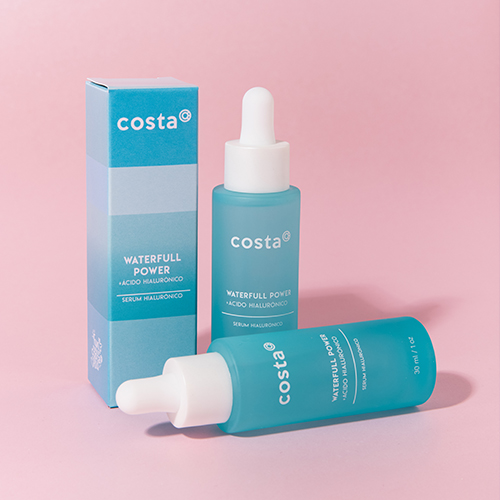 costa
WATERFULL
POWER
+ÁCIDO HIALURÓNICO
SERUM HIALURÓNICO
costa
WATERFULL POWER
+ÁCIDO HIALURÓNICO
SERUM HIALURÓNICO
costa
WATERFULL POWER
+ÁCIDO HIALURÓNICO
SERUM HIALURÓNICO
30 ml / 1 oz